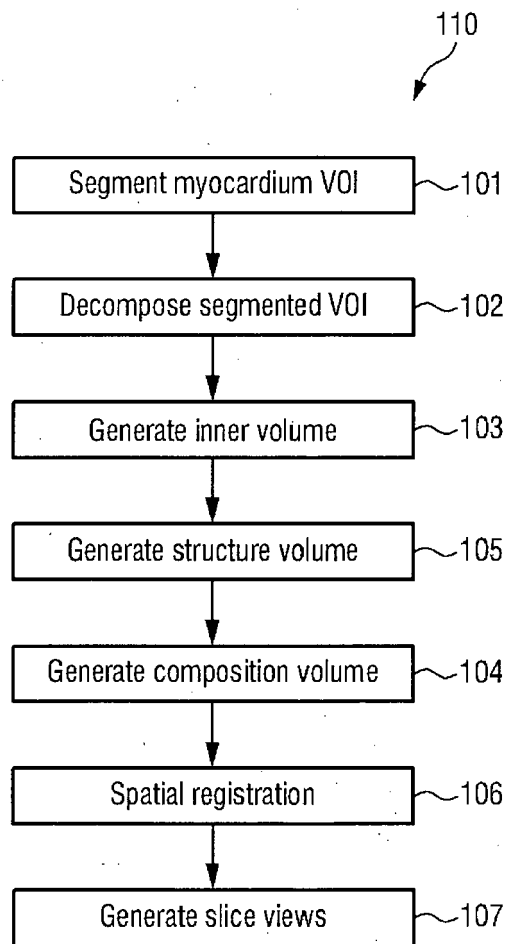 110
Segment myocardium VOI 101
Decompose segmented VOI 102
Generate inner volume 103
Generate structure volume 105
Generate composition volume 104
Spatial registration 106
Generate slice views 107